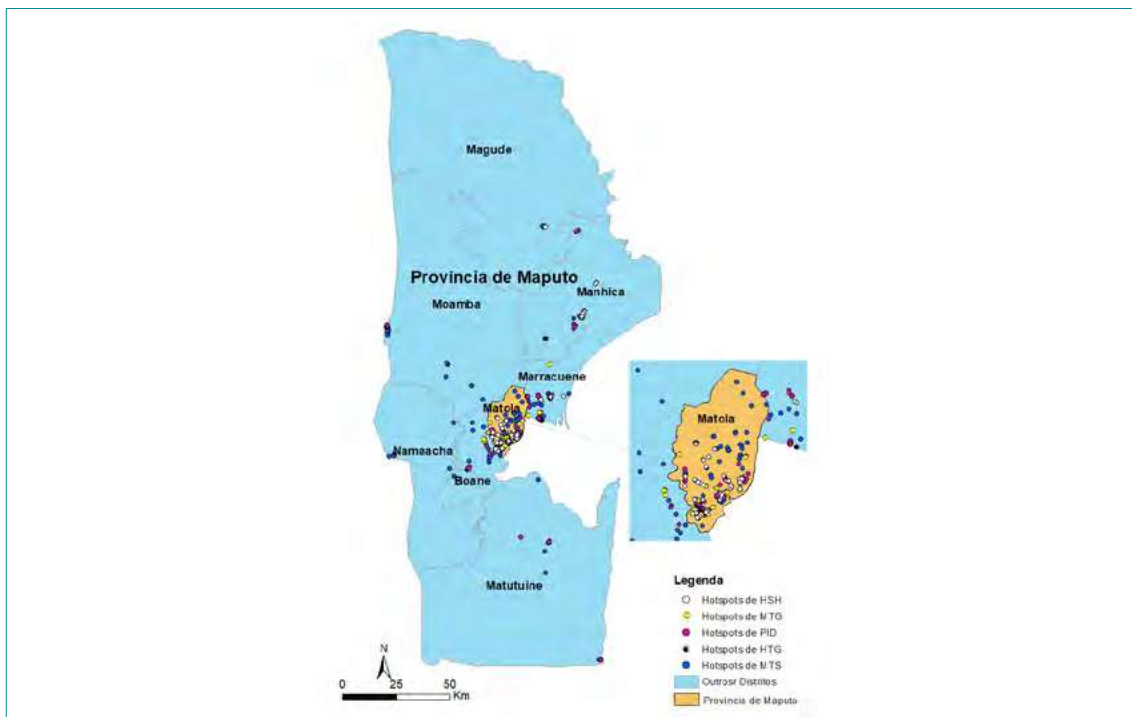 Magude
Provincia de Maputo
Manhica
Moamba
Marracuene
Matola
Matola
Namaacha
Boane
Matutuine
Legenda
Hotspots de HSH
Hotspots de MTG
Hotspots de PID
Hotspots de HTG
Hotspots de MTS
Outrosr Distritos
Provincia de Maputo
N
0 25 50
Km